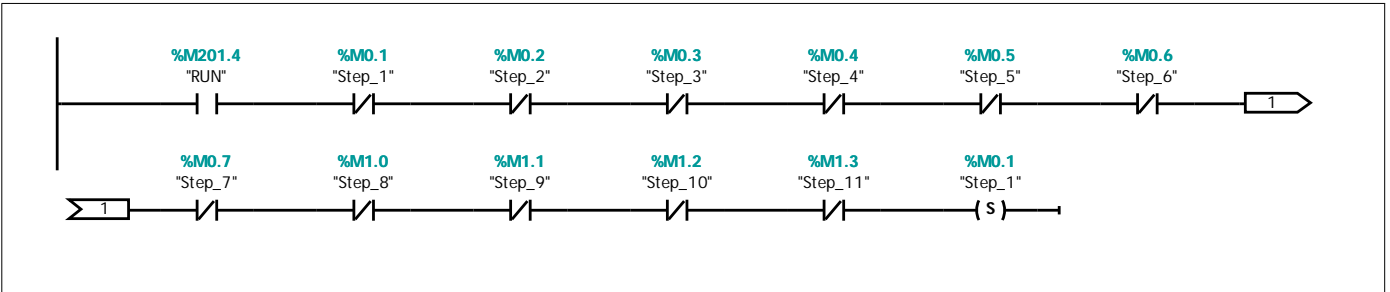 %M201.4 %M0.1 %M0.2 %M0.3 %M0.4 %M0.5 %M0.6
"RUN" "Step_1" "Step_2" "Step_3" "Step_4" "Step_5" "Step_6"
1
%M0.7 %M1.0 %M1.1 %M1.2 %M1.3 %M0.1
"Step_7" "Step_8" "Step_9" "Step_10" "Step_11" "Step_1"
1 S